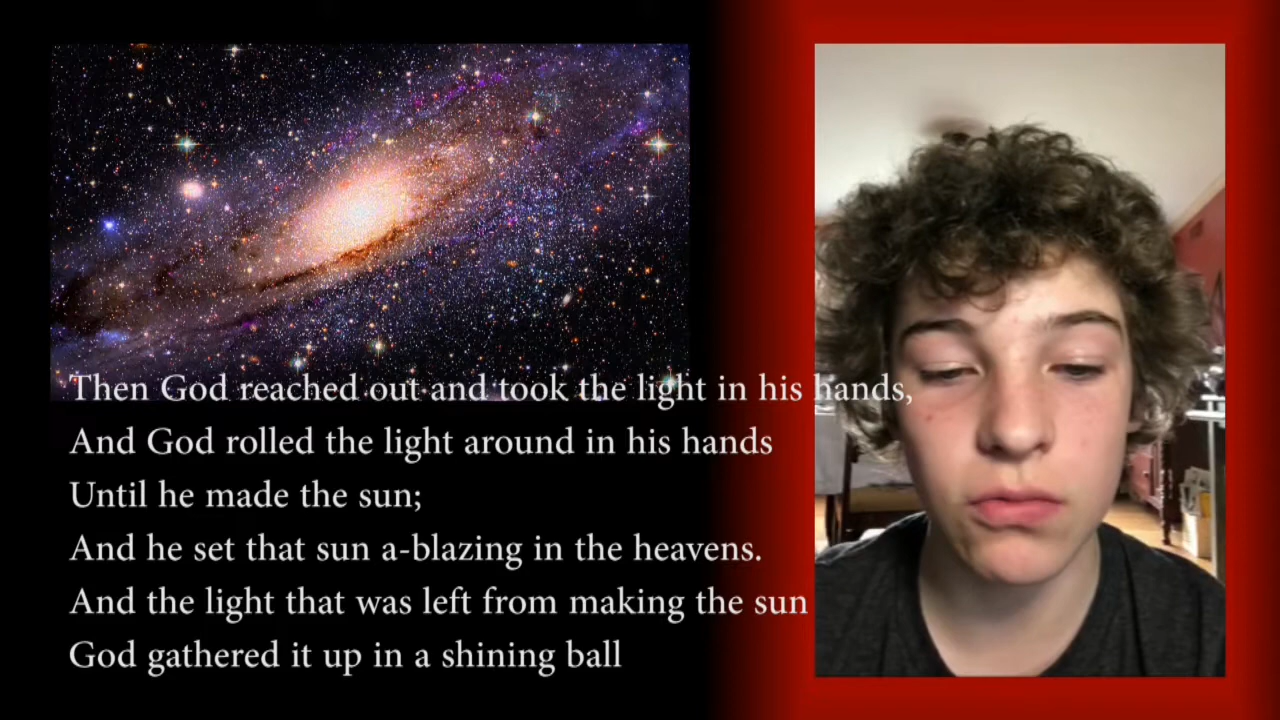 Then God reached out and took the light in his hands,
And God rolled the light around in his hands
Until he made the sun;
And he set that sun a-blazing in the heavens.
And the light that was left from making the sun
God gathered it up in a shining ball